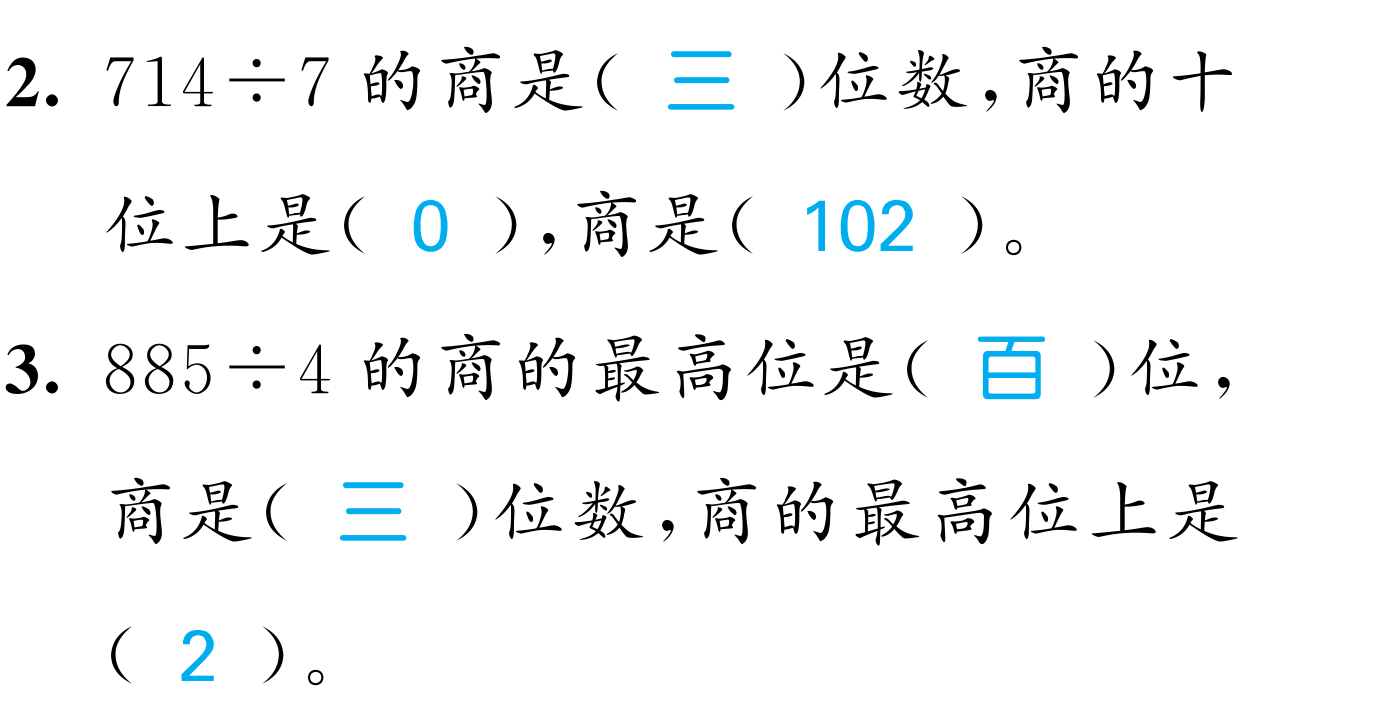 2. 714÷7 的商是( 三 )位数,商的十
位上是( 0 ),商是( 102 )。
3. 885÷4 的商的最高位是( 百 )位,
商是( 三 )位数,商的最高位上是
( 2 )。